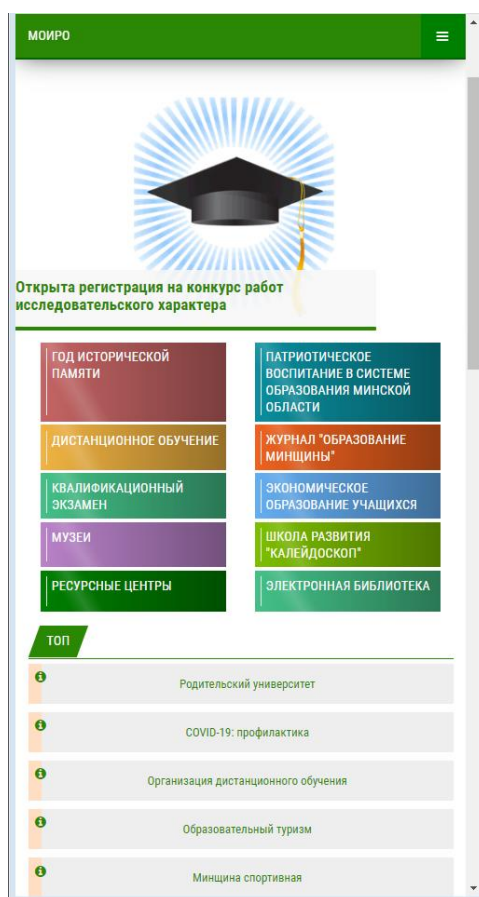 МОИРО
Открыта регистрация на конкурс работ
исследовательского характера
ГОД ИСТОРИЧЕСКОЙ
ПАМЯТИ
ПАТРИОТИЧЕСКОЕ
ВОСПИТАНИЕ В СИСТЕМЕ
ОБРАЗОВАНИЯ МИНСКОЙ
ОБЛАСТИ
ДИСТАНЦИОННОЕ ОБУЧЕНИЕ
ЖУРНАЛ "ОБРАЗОВАНИЕ
МИНЩИНЫ"
КВАЛИФИКАЦИОННЫЙ
ЭКЗАМЕН
ЭКОНОМИЧЕСКОЕ
ОБРАЗОВАНИЕ УЧАЩИХСЯ
МУЗЕИ
ШКОЛА РАЗВИТИЯ
"КАЛЕЙДОСКОП"
РЕСУРСНЫЕ ЦЕНТРЫ
ЭЛЕКТРОННАЯ БИБЛИОТЕКА
ТОП
Родительский университет
COVID-19: профилактика
Организация дистанционного обучения
Образовательный туризм
Минщина спортивная